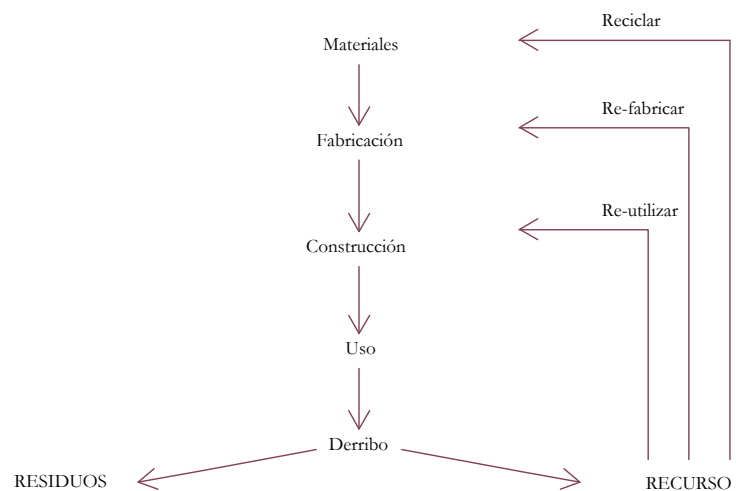 Reciclar
Materiales
Re-fabricar
Fabricación
Re-utilizar
Construcción
Uso
Derribo
RESIDUOS
RECURSO